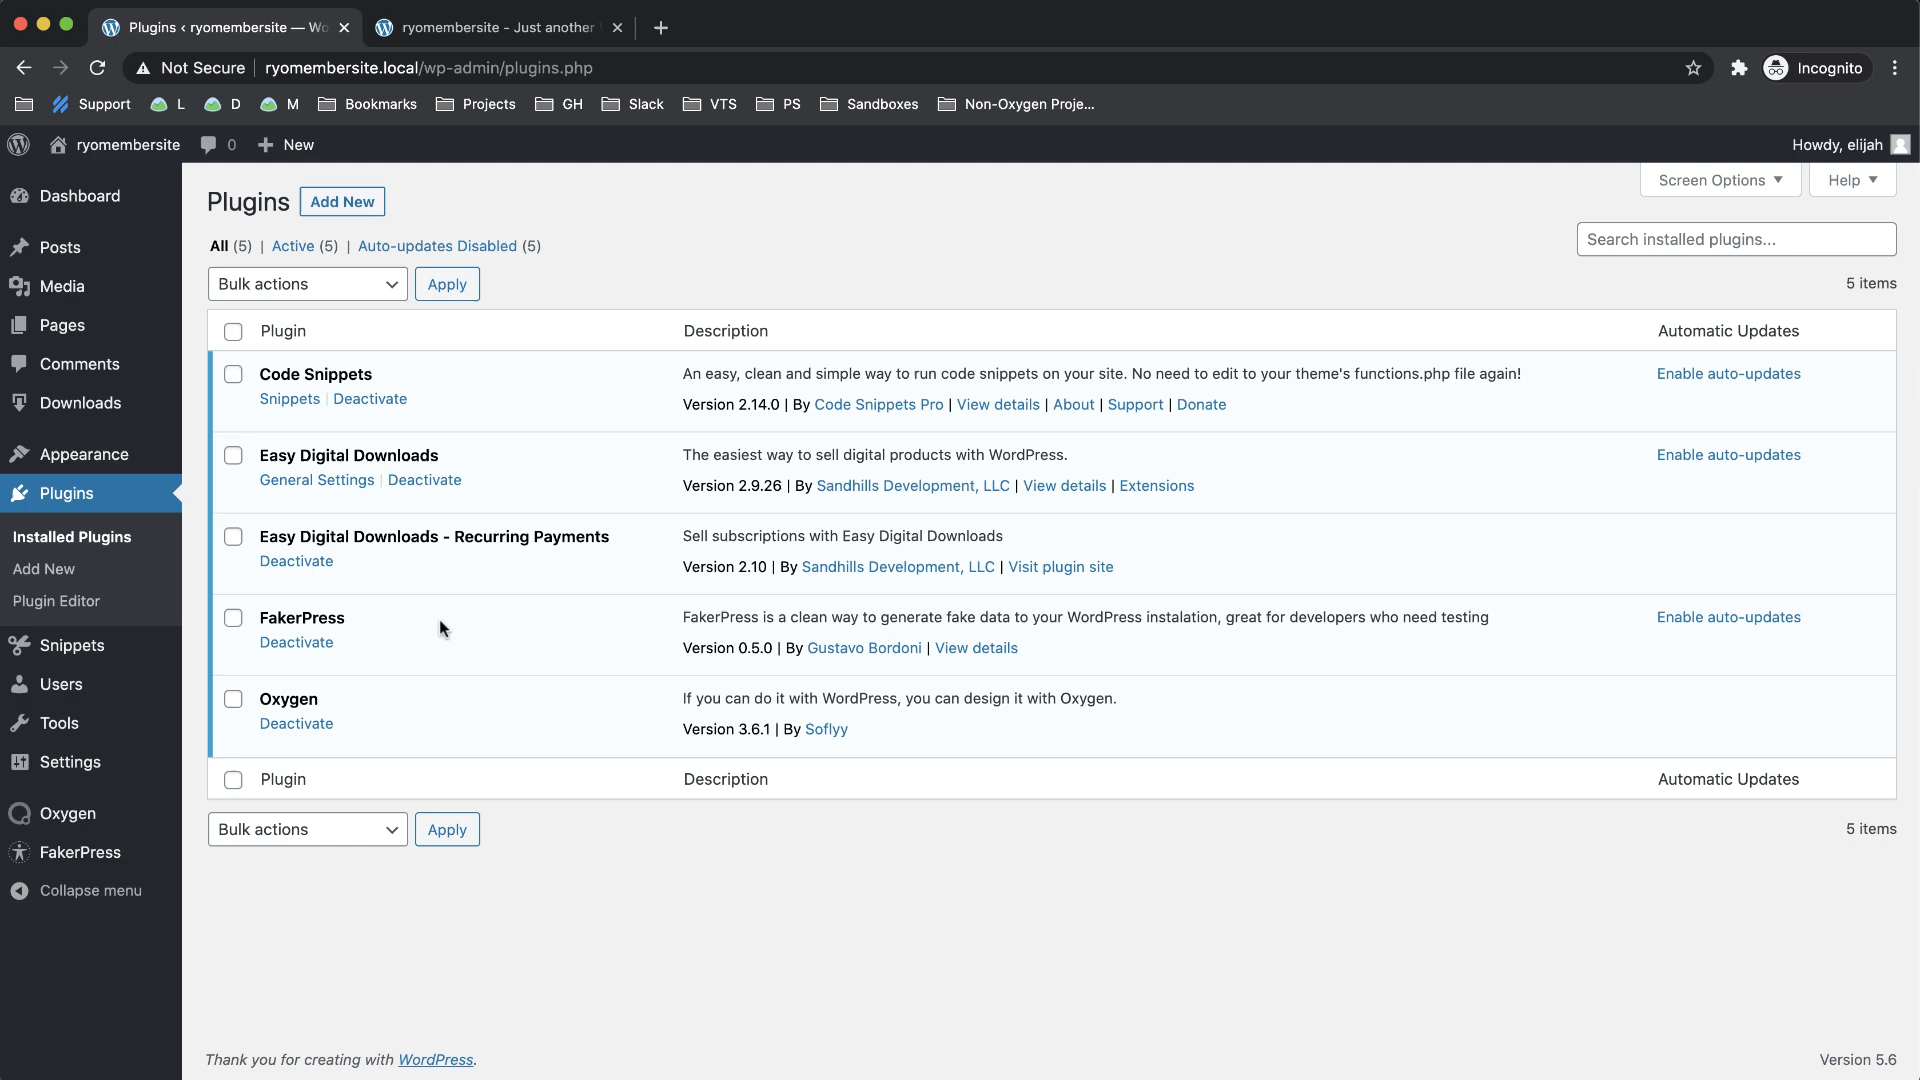 Plugins ‹ ryomembersite — Wo
ryomembersite - Just another
Not Secure | ryomembersite.local/wp-admin/plugins.php
Incognito
Support
L
D
M
Bookmarks
Projects
GH
Slack
VTS
PS
Sandboxes
Non-Oxygen Proje...
ryomembersite
0
New
Howdy, elijah
Dashboard
Posts
Media
Pages
Comments
Downloads
Appearance
Plugins
Installed Plugins
Add New
Plugin Editor
Snippets
Users
Tools
Settings
Oxygen
FakerPress
Collapse menu
Screen Options
Help
Plugins
Add New
All (5) | Active (5) | Auto-updates Disabled (5)
Search installed plugins...
Bulk actions
Apply
5 items
Plugin
Description
Automatic Updates
Code Snippets
Snippets | Deactivate
An easy, clean and simple way to run code snippets on your site. No need to edit to your theme's functions.php file again!
Version 2.14.0 | By Code Snippets Pro | View details | About | Support | Donate
Enable auto-updates
Easy Digital Downloads
General Settings | Deactivate
The easiest way to sell digital products with WordPress.
Version 2.9.26 | By Sandhills Development, LLC | View details | Extensions
Enable auto-updates
Easy Digital Downloads - Recurring Payments
Deactivate
Sell subscriptions with Easy Digital Downloads
Version 2.10 | By Sandhills Development, LLC | Visit plugin site
FakerPress
Deactivate
FakerPress is a clean way to generate fake data to your WordPress instalation, great for developers who need testing
Version 0.5.0 | By Gustavo Bordoni | View details
Enable auto-updates
Oxygen
Deactivate
If you can do it with WordPress, you can design it with Oxygen.
Version 3.6.1 | By Soflyy
Plugin
Description
Automatic Updates
Bulk actions
Apply
5 items
Thank you for creating with WordPress.
Version 5.6